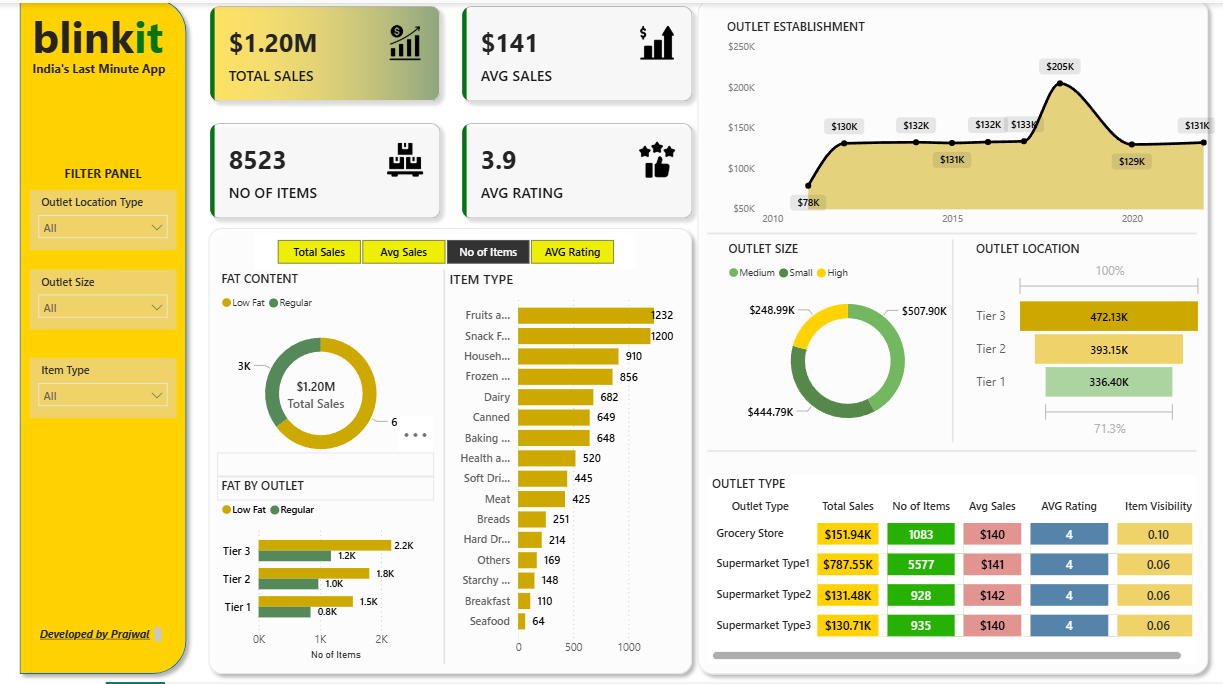 blinkit
India's Last Minute App
FILTER PANEL
Outlet Location Type
All
Outlet Size
All
Item Type
All
Developed by Prajwal
$1.20M
TOTAL SALES
$141
AVG SALES
8523
NO OF ITEMS
3.9
AVG RATING
Total Sales Avg Sales No of Items AVG Rating
FAT CONTENT
Low Fat Regular
3K
$1.20M
Total Sales
6
FAT BY OUTLET
Low Fat Regular
Tier 3 2.2K
1.2K
Tier 2 1.8K
1.0K
Tier 1 1.5K
0.8K
0K 1K 2K
No of Items
ITEM TYPE
Fruits a... 1232
Snack F... 1200
Househ... 910
Frozen ... 856
Dairy 682
Canned 649
Baking ... 648
Health a... 520
Soft Dri... 445
Meat 425
Breads 251
Hard Dr... 214
Others 169
Starchy ... 148
Breakfast 110
Seafood 64
0 500 1000
OUTLET ESTABLISHMENT
$250K
$200K
$150K
$100K
$50K
$78K
$130K
$132K
$131K
$132K
$133K
$205K
$129K
$131K
2010 2015 2020
OUTLET SIZE
Medium Small High
$248.99K
$507.90K
$444.79K
OUTLET LOCATION
100%
Tier 3 472.13K
Tier 2 393.15K
Tier 1 336.40K
71.3%
OUTLET TYPE
Outlet Type Total Sales No of Items Avg Sales AVG Rating Item Visibility
Grocery Store $151.94K 1083 $140 4 0.10
Supermarket Type1 $787.55K 5577 $141 4 0.06
Supermarket Type2 $131.48K 928 $142 4 0.06
Supermarket Type3 $130.71K 935 $140 4 0.06